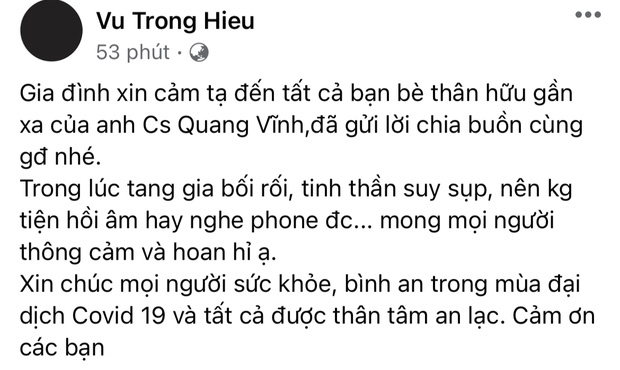 Vu Trong Hieu
53 phút ·
Gia đình xin cảm tạ đến tất cả bạn bè thân hữu gần
xa của anh Cs Quang Vĩnh,đã gửi lời chia buồn cùng
gđ nhé.
Trong lúc tang gia bối rối, tinh thần suy sụp, nên kg
tiện hồi âm hay nghe phone đc... mong mọi người
thông cảm và hoan hỉ ạ.
Xin chúc mọi người sức khỏe, bình an trong mùa đại
dịch Covid 19 và tất cả được thân tâm an lạc. Cảm ơn
các bạn